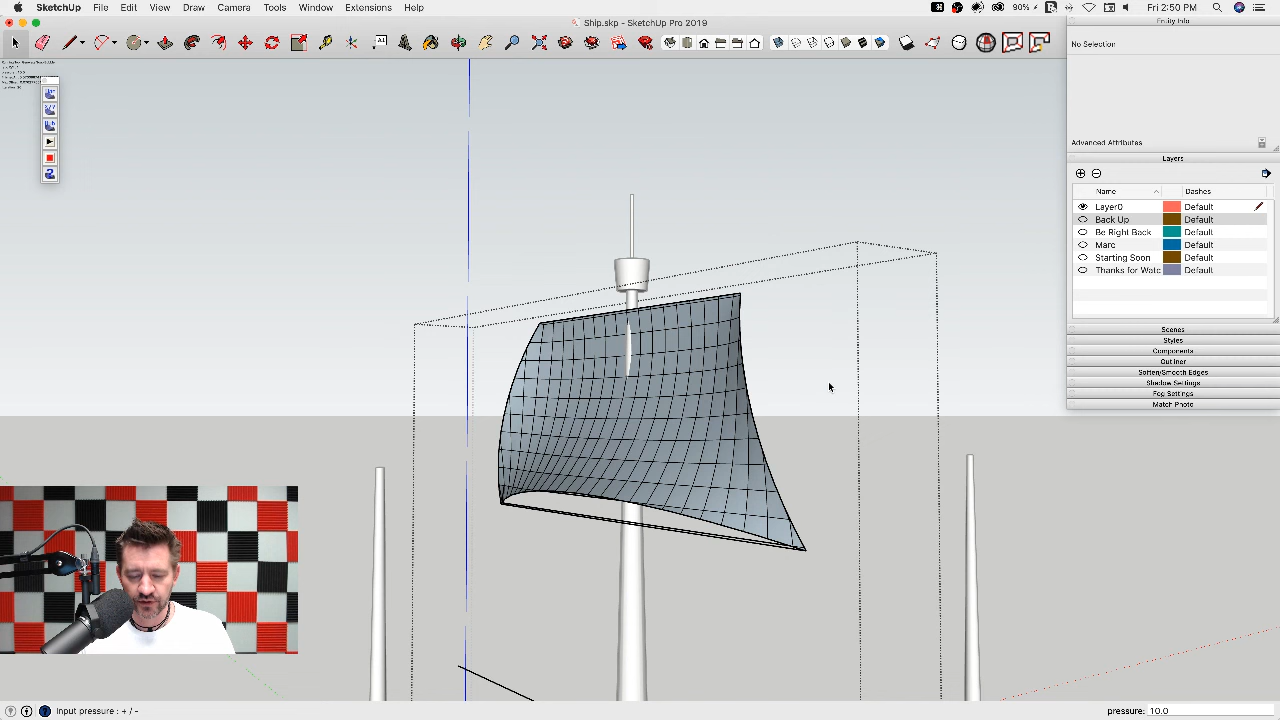 SketchUp File Edit View Draw Camera Tools Window Extensions Help
90% Fri 2:50 PM
Ship.skp - SketchUp Pro 2019
Entity Info
No Selection
Advanced Attributes
Layers
Name Dashes
Layer0 Default
Back Up Default
Be Right Back Default
Marc Default
Starting Soon Default
Thanks for Watc Default
Scenes
Styles
Components
Outliner
Soften/Smooth Edges
Shadow Settings
Fog Settings
Match Photo
Input pressure : + / -
pressure: 10.0